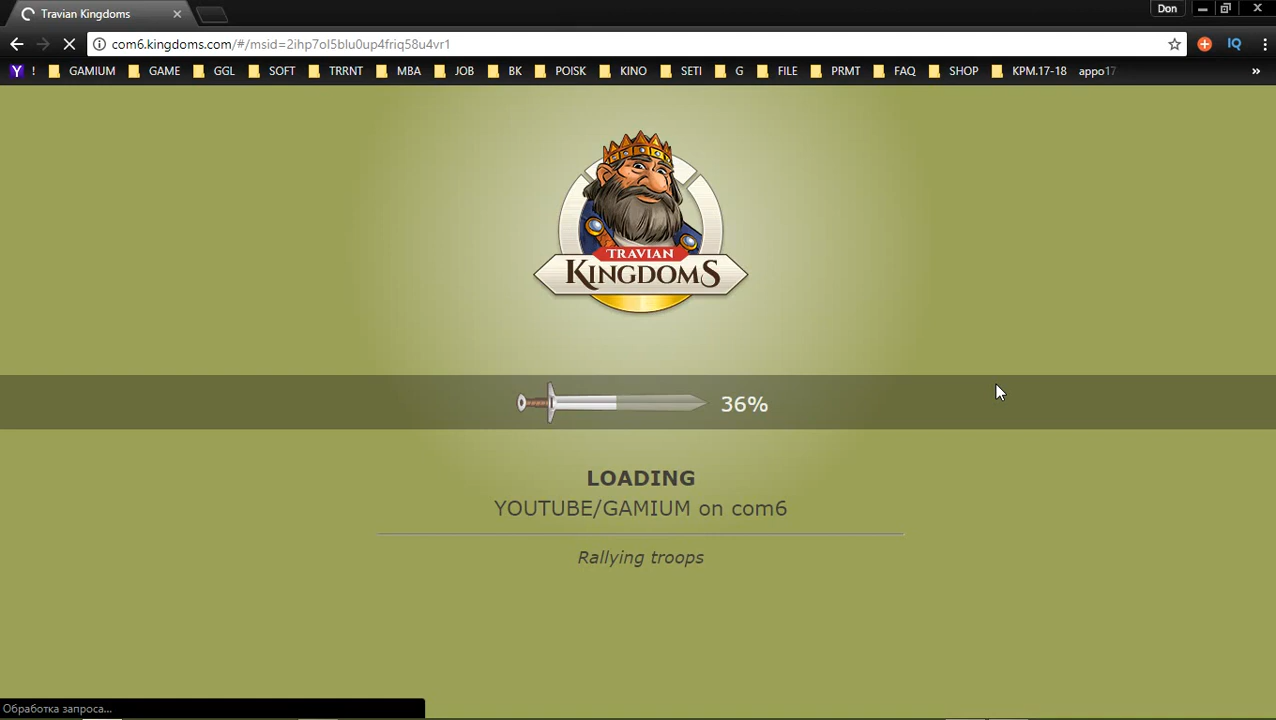 Travian Kingdoms
Don
com6.kingdoms.com/#/msid=2ihp7ol5blu0up4friq58u4vr1
IQ
Y ! GAMIUM GAME GGL SOFT TRRNT MBA JOB BK POISK KINO SETI G FILE PRMT FAQ SHOP KPM.17-18 appo17 »
TRAVIAN
KINGDOMS
36%
LOADING
YOUTUBE/GAMIUM on com6
Rallying troops
Обработка запроса...